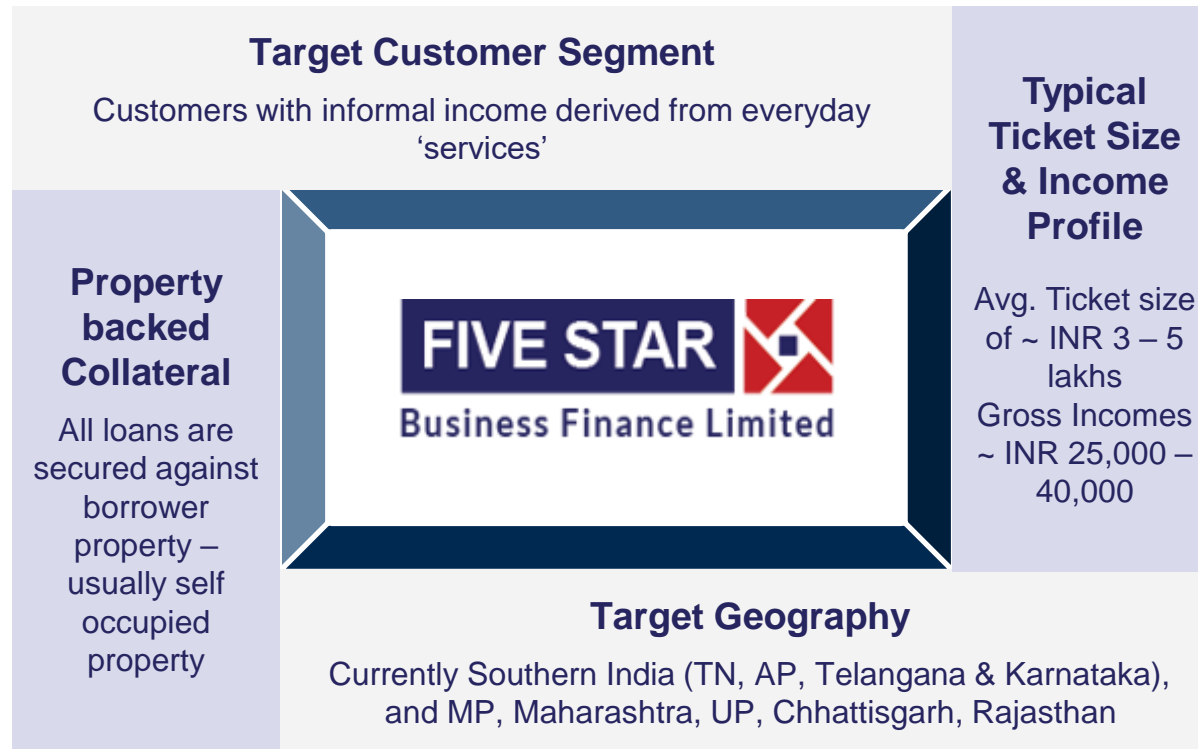 Target Customer Segment
Customers with informal income derived from everyday
‘services’
Typical
Ticket Size
& Income
Profile
Avg. Ticket size
of ~ INR 3 – 5
lakhs
Gross Incomes
~ INR 25,000 –
40,000
Property
backed
Collateral
All loans are
secured against
borrower
property –
usually self
occupied
property
FIVE STAR
Business Finance Limited
Target Geography
Currently Southern India (TN, AP, Telangana & Karnataka),
and MP, Maharashtra, UP, Chhattisgarh, Rajasthan